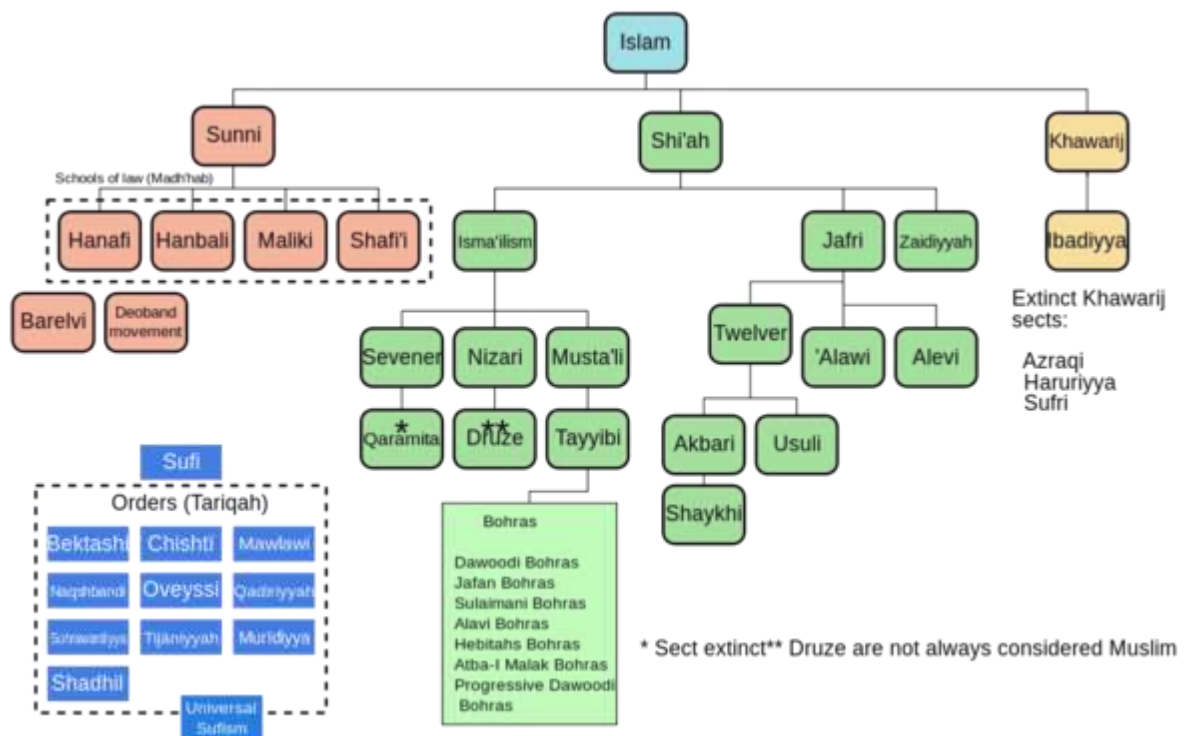 Islam
Sunni
Shi'ah
Khawarij
Schools of law (Madh'hab)
Hanafi
Hanbali
Maliki
Shafi'i
Isma'ilism
Jafri
Zaidiyyah
Ibadiyya
Barelvi
Deoband
movement
Extinct Khawarij
sects:
Azraqi
Haruriyya
Sufri
Sevener
Nizari
Musta'li
Twelver
'Alawi
Alevi
*
Qaramita
**
Druze
Tayyibi
Akbari
Usuli
Shaykhi
Sufi
Orders (Tariqah)
Bektashi
Chishti
Mawlawi
Naqshbandi
Oveyssi
Qadiriyyah
Suhrawardiyya
Tijaniyyah
Muridiyya
Shadhil
Universal
Sufism
Bohras
Dawoodi Bohras
Jafari Bohras
Sulaimani Bohras
Alavi Bohras
Hebitahs Bohras
Atba-I Malak Bohras
Progressive Dawoodi
Bohras
* Sect extinct** Druze are not always considered Muslim